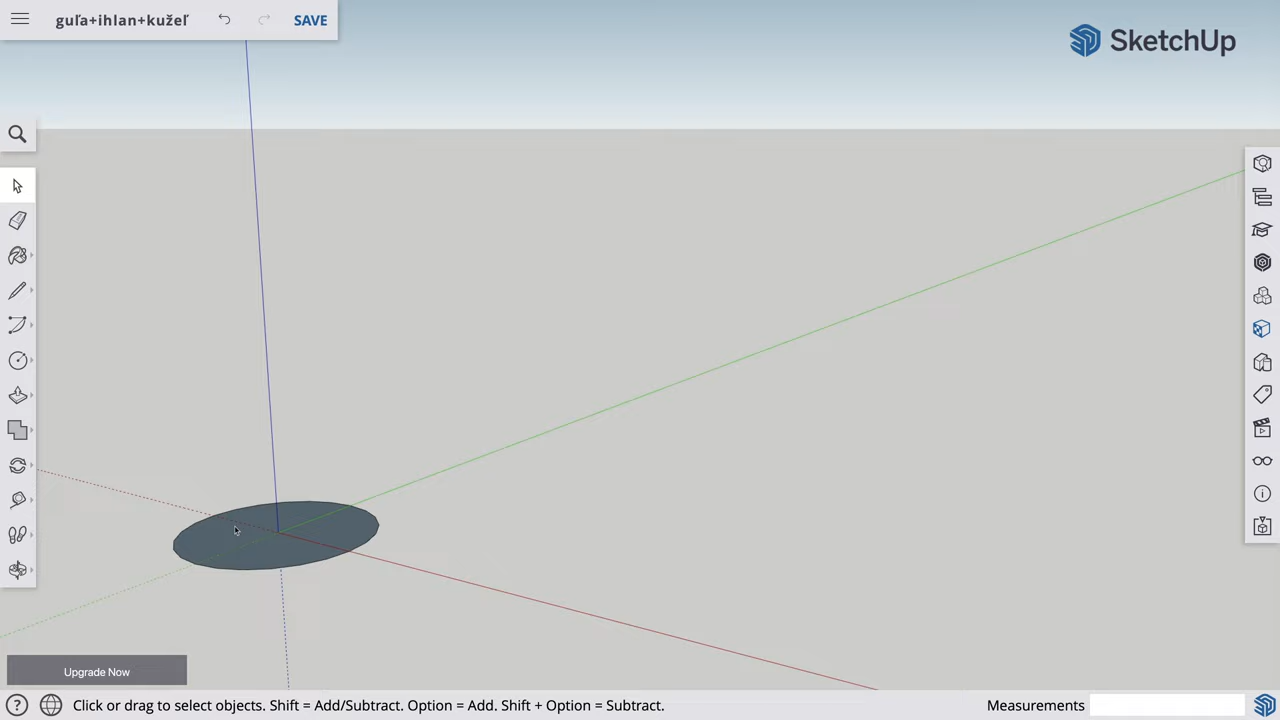 guľa+ihlan+kužeľ
SAVE
SketchUp
Upgrade Now
Click or drag to select objects. Shift = Add/Subtract. Option = Add. Shift + Option = Subtract.
Measurements